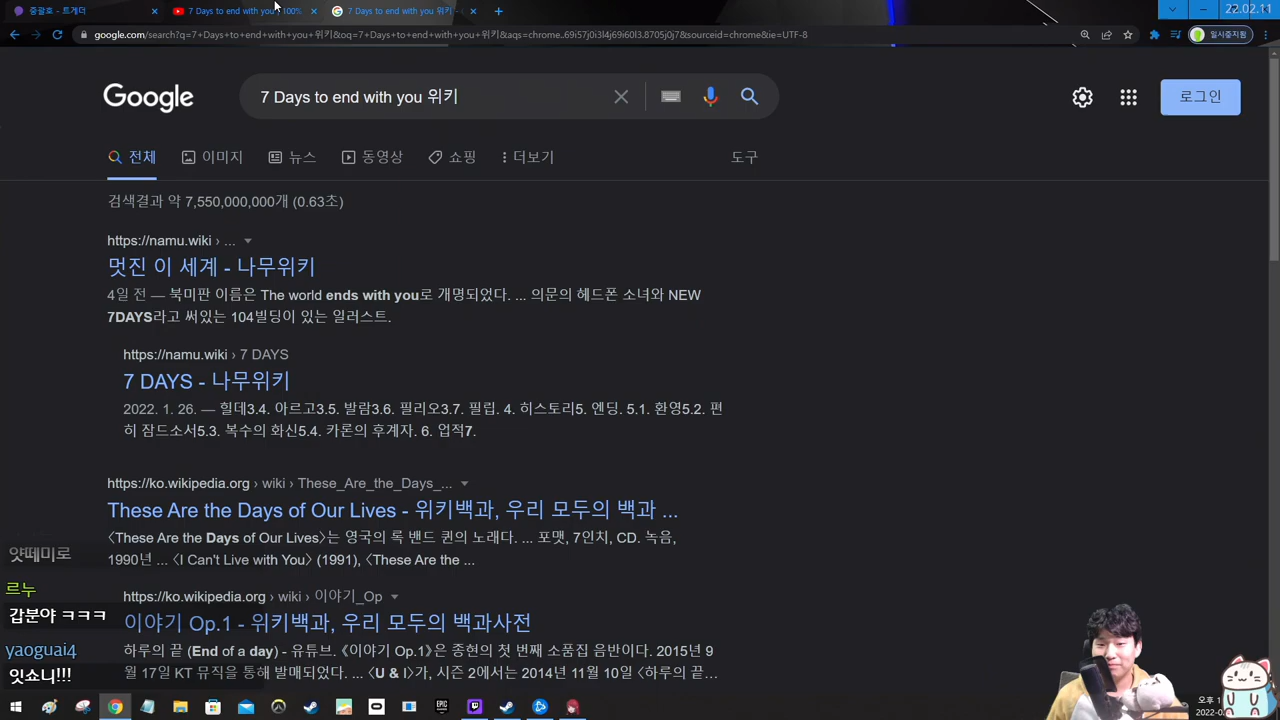 중괄호 - 트게더
7 Days to end with you | 100%
7 Days to end with you 위키 -
22.02.11
google.com/search?q=7+Days+to+end+with+you+위키&oq=7+Days+to+end+with+you+위키&aqs=chrome..69i57j0i3l4j69i60l3.8705j0j7&sourceid=chrome&ie=UTF-8
일시중지됨
Google
7 Days to end with you 위키
로그인
전체
이미지
뉴스
동영상
쇼핑
더보기
도구
검색결과 약 7,550,000,000개 (0.63초)
https://namu.wiki › ...
멋진 이 세계 - 나무위키
4일 전 — 북미판 이름은 The world ends with you로 개명되었다. ... 의문의 헤드폰 소녀와 NEW
7DAYS라고 써있는 104빌딩이 있는 일러스트.
https://namu.wiki › 7 DAYS
7 DAYS - 나무위키
2022. 1. 26. — 힐데3.4. 아르고3.5. 발람3.6. 필리오3.7. 필립. 4. 히스토리5. 엔딩. 5.1. 환영5.2. 편
히 잠드소서5.3. 복수의 화신5.4. 카론의 후계자. 6. 업적7.
https://ko.wikipedia.org › wiki › These_Are_the_Days_...
These Are the Days of Our Lives - 위키백과, 우리 모두의 백과 ...
〈These Are the Days of Our Lives〉는 영국의 록 밴드 퀸의 노래다. ... 포맷, 7인치, CD. 녹음,
1990년 ... 〈I Can't Live with You〉 (1991), 〈These Are the ...
https://ko.wikipedia.org › wiki › 이야기_Op
이야기 Op.1 - 위키백과, 우리 모두의 백과사전
하루의 끝 (End of a day) - 유튜브. 《이야기 Op.1》은 종현의 첫 번째 소품집 음반이다. 2015년 9
월 17일 KT 뮤직을 통해 발매되었다. ... 〈U & I〉가, 시즌 2에서는 2014년 11월 10일 〈하루의 끝...
얏떼미로
르누
갑분야 ㅋㅋㅋ
yaoguai4
잇쇼니!!!
EPIC
오후
2022-0